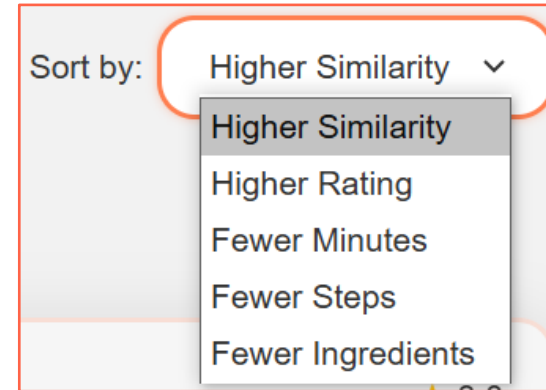 Sort by: Higher Similarity
Higher Similarity
Higher Rating
Fewer Minutes
Fewer Steps
Fewer Ingredients